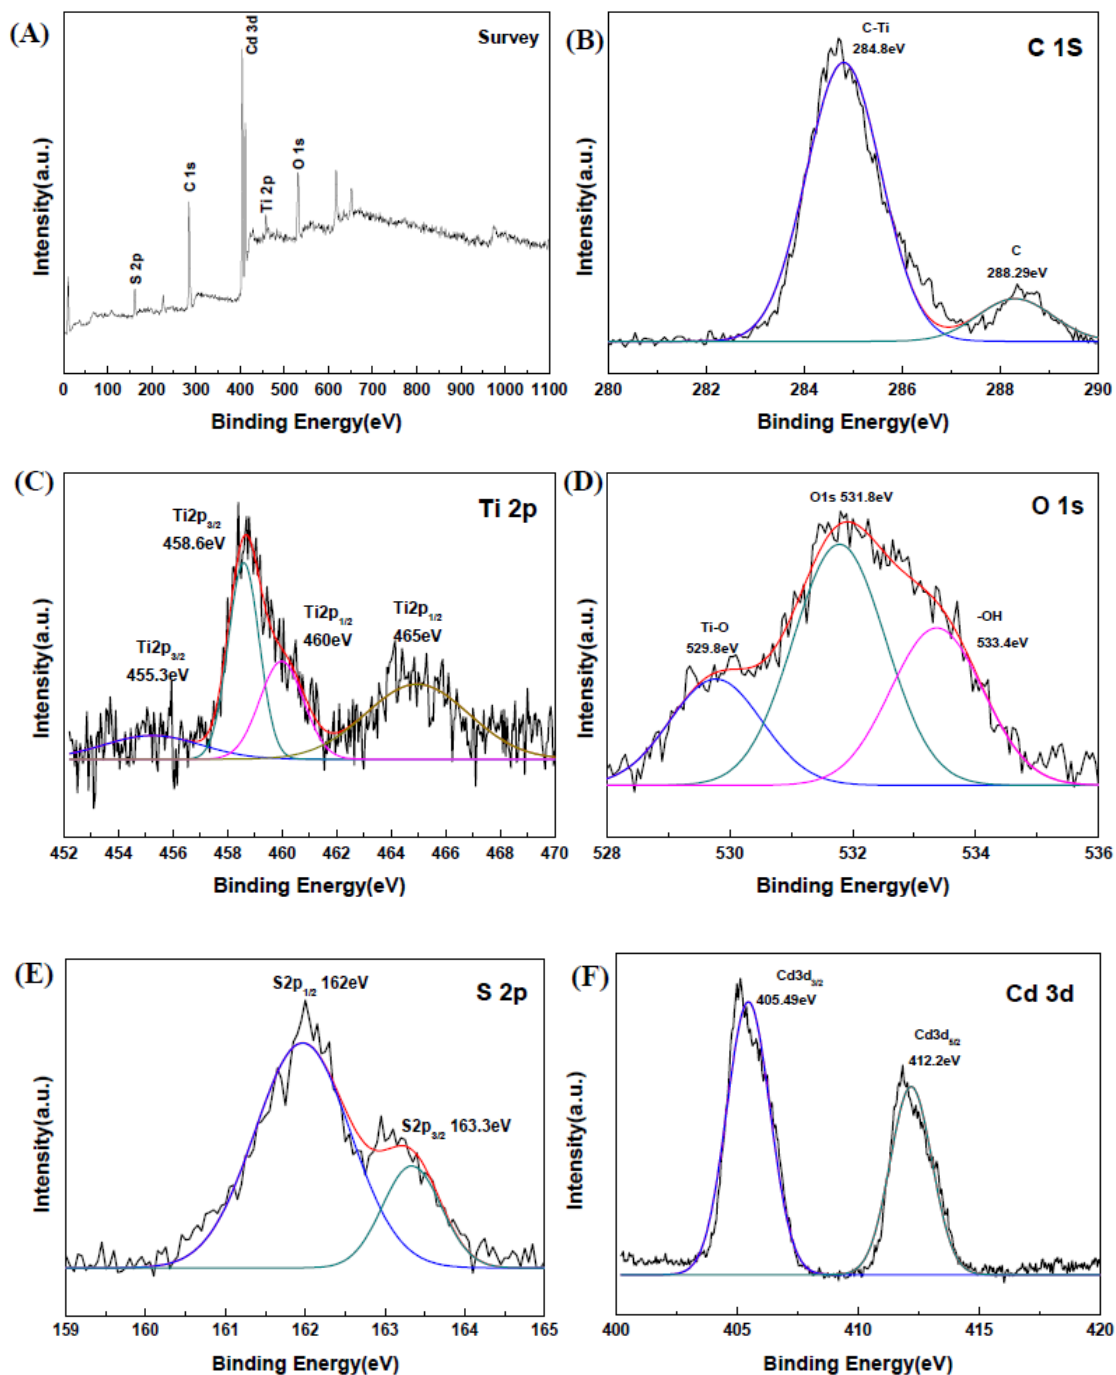 (A)
Survey
Cd 3d
C 1s
S 2p
Ti 2p
O 1s
Intensity(a.u.)
0 100 200 300 400 500 600 700 800 900 1000 1100
Binding Energy(eV)
(B)
C 1S
C-Ti
284.8eV
C
288.29eV
Intensity(a.u.)
280 282 284 286 288 290
Binding Energy(eV)
(C)
Ti 2p
Ti2p3/2
458.6eV
Ti2p3/2
455.3eV
Ti2p1/2
460eV
Ti2p1/2
465eV
Intensity(a.u.)
452 454 456 458 460 462 464 466 468 470
Binding Energy(eV)
(D)
O 1s
O1s 531.8eV
Ti-O
529.8eV
-OH
533.4eV
Intensity(a.u.)
528 530 532 534 536
Binding Energy(eV)
(E)
S 2p
S2p1/2 162eV
S2p3/2 163.3eV
Intensity(a.u.)
159 160 161 162 163 164 165
Binding Energy(eV)
(F)
Cd 3d
Cd3d3/2
405.49eV
Cd3d5/2
412.2eV
Intensity(a.u.)
400 405 410 415 420
Binding Energy(eV)